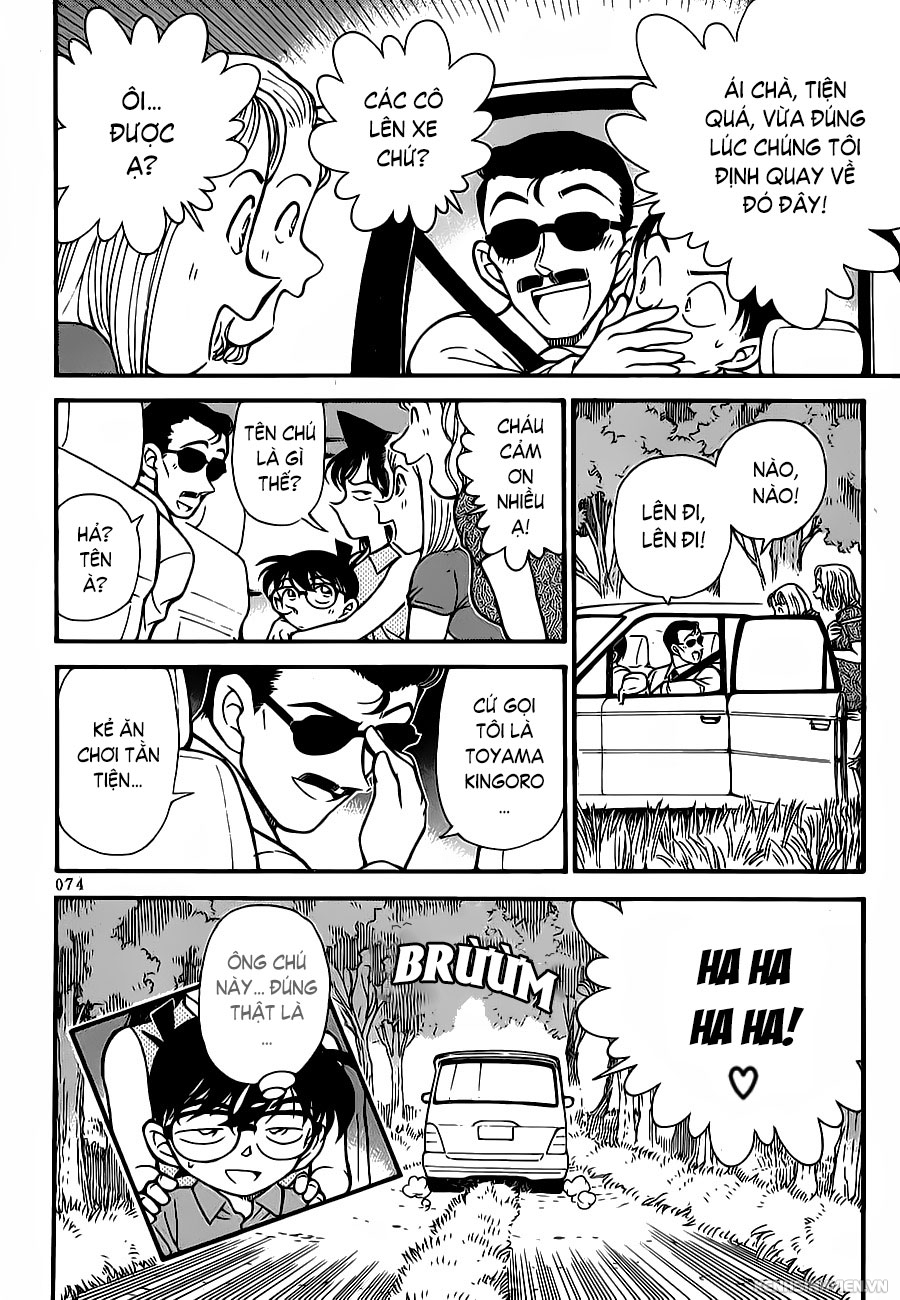 ÁI CHÀ, TIỆN
QUÁ, VỪA ĐÚNG
LÚC CHÚNG TÔI
ĐỊNH QUAY VỀ
ĐÓ ĐÂY!
CÁC CÔ
LÊN XE
CHỨ?
ÔI...
ĐƯỢC
Ạ?
NÀO,
NÀO!
LÊN ĐI,
LÊN ĐI!
CHÁU
CẢM
ƠN
NHIỀU
Ạ!
TÊN CHÚ
LÀ GÌ
THẾ?
HẢ?
TÊN
À?
CỨ GỌI
TÔI LÀ
TOYAMA
KINGORO
...
KẺ ĂN
CHƠI TẰN
TIỆN...
074
HA HA
HA HA!
BRỪỪM
ÔNG CHÚ
NÀY... ĐÚNG
THẬT LÀ
...